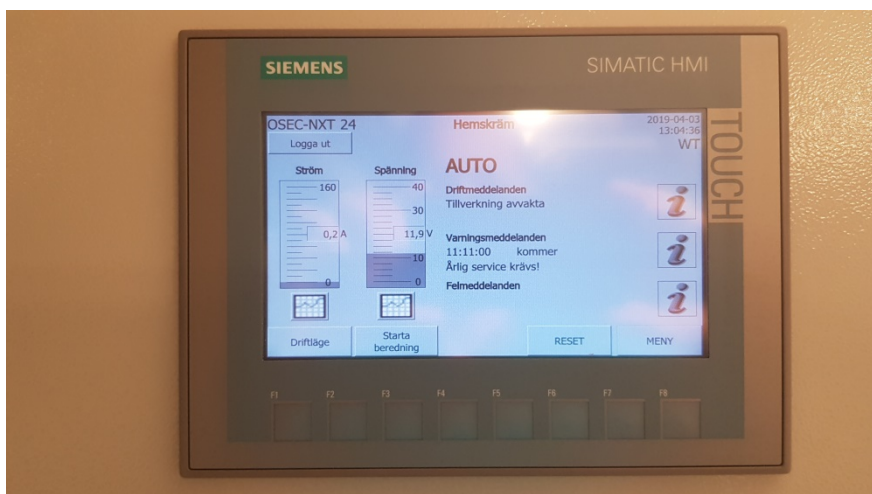 SIEMENS
SIMATIC HMI
TOUCH
OSEC-NXT 24
Hemskräm
2019-04-03
13:04:36
WT
Logga ut
Ström
Spänning
AUTO
160
0,2 A
0
40
30
11,9 V
10
0
Driftmeddelanden
Tillverkning avvakta
Varningsmeddelanden
11:11:00 kommer
Årlig service krävs!
Felmeddelanden
Driftläge
Starta
beredning
RESET
MENY
F1 F2 F3 F4 F5 F6 F7 F8